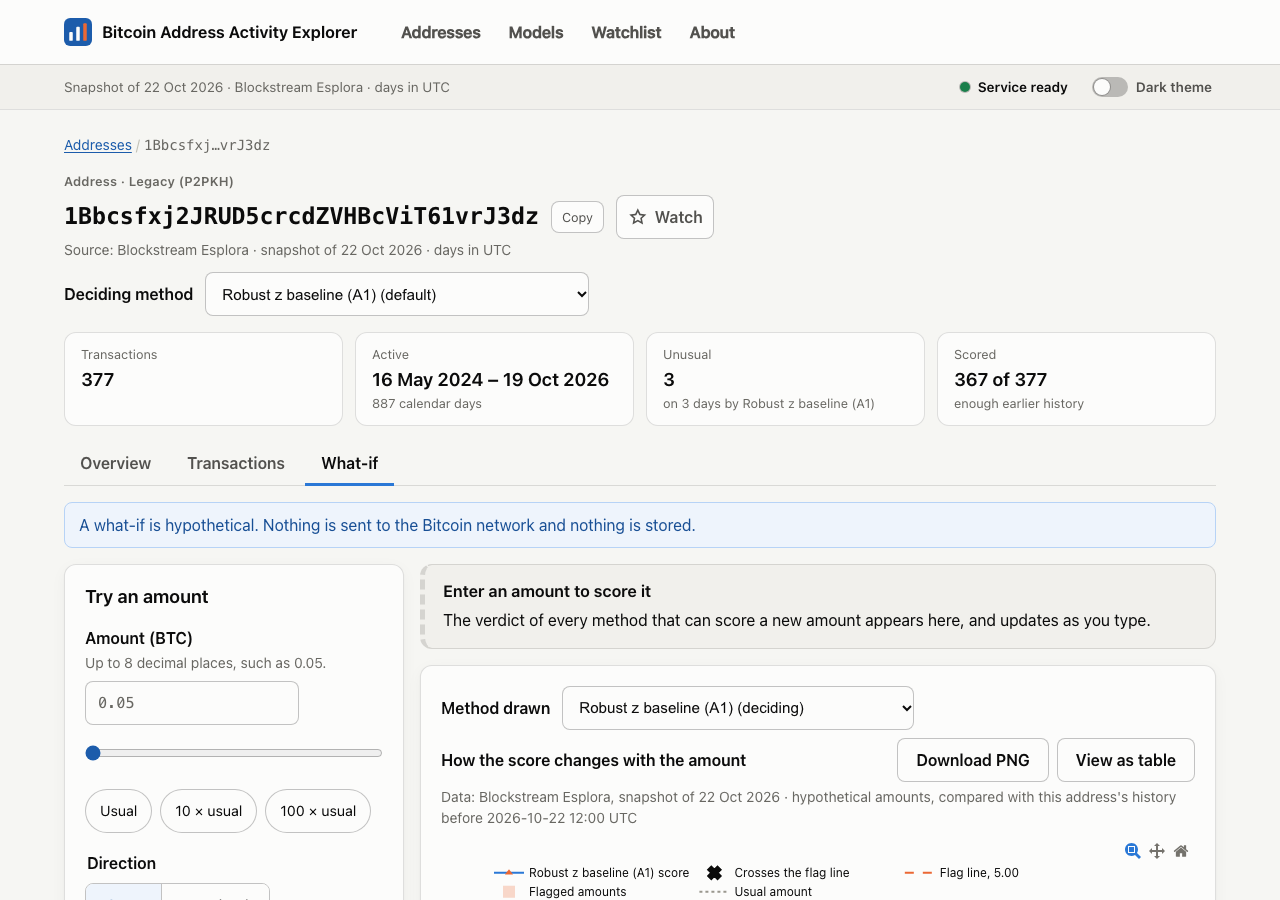 Bitcoin Address Activity Explorer Addresses Models Watchlist About
Snapshot of 22 Oct 2026 · Blockstream Esplora · days in UTC Service ready Dark theme
Addresses / 1Bbcsfxj…vrJ3dz
Address · Legacy (P2PKH)
1Bbcsfxj2JRUD5crcdZVHBcViT61vrJ3dz Copy Watch
Source: Blockstream Esplora · snapshot of 22 Oct 2026 · days in UTC
Deciding method Robust z baseline (A1) (default)
Transactions Active Unusual Scored
377 16 May 2024 – 19 Oct 2026 3 367 of 377
887 calendar days on 3 days by Robust z baseline (A1) enough earlier history
Overview Transactions What-if
A what-if is hypothetical. Nothing is sent to the Bitcoin network and nothing is stored.
Try an amount
Amount (BTC)
Up to 8 decimal places, such as 0.05.
0.05
Usual 10 × usual 100 × usual
Direction
Enter an amount to score it
The verdict of every method that can score a new amount appears here, and updates as you type.
Method drawn Robust z baseline (A1) (deciding)
How the score changes with the amount Download PNG View as table
Data: Blockstream Esplora, snapshot of 22 Oct 2026 · hypothetical amounts, compared with this address's history
before 2026-10-22 12:00 UTC
Robust z baseline (A1) score Crosses the flag line Flag line, 5.00
Flagged amounts Usual amount